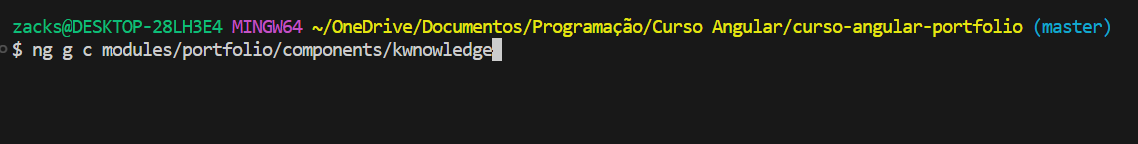 zacks@DESKTOP-28LH3E4 MINGW64 ~/OneDrive/Documentos/Programação/Curso Angular/curso-angular-portfolio (master)
$ ng g c modules/portfolio/components/kwnowledge